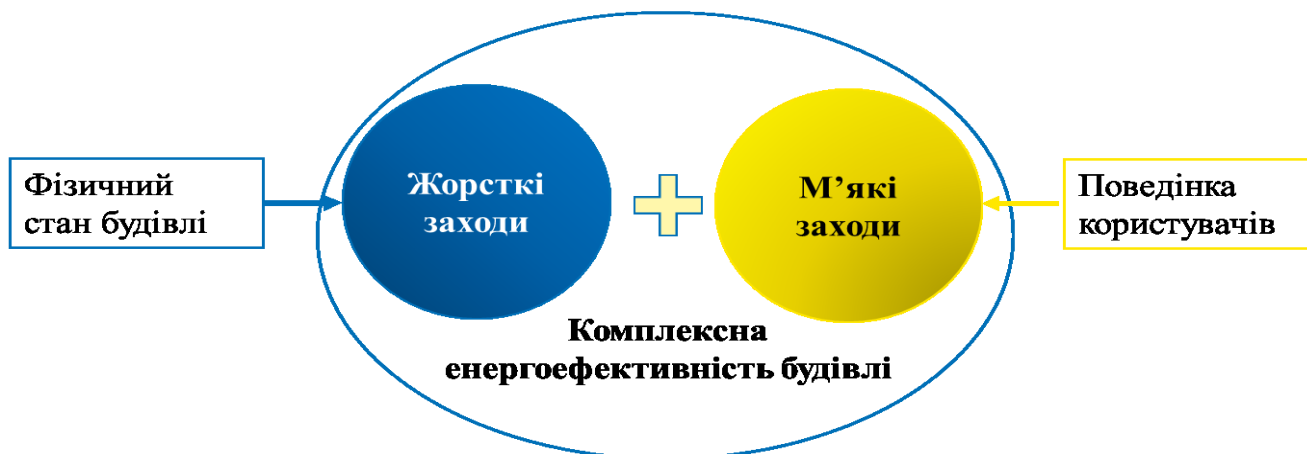 Фізичний
стан будівлі
Жорсткі
заходи
М’які
заходи
Поведінка
користувачів
Комплексна
енергоефективність будівлі